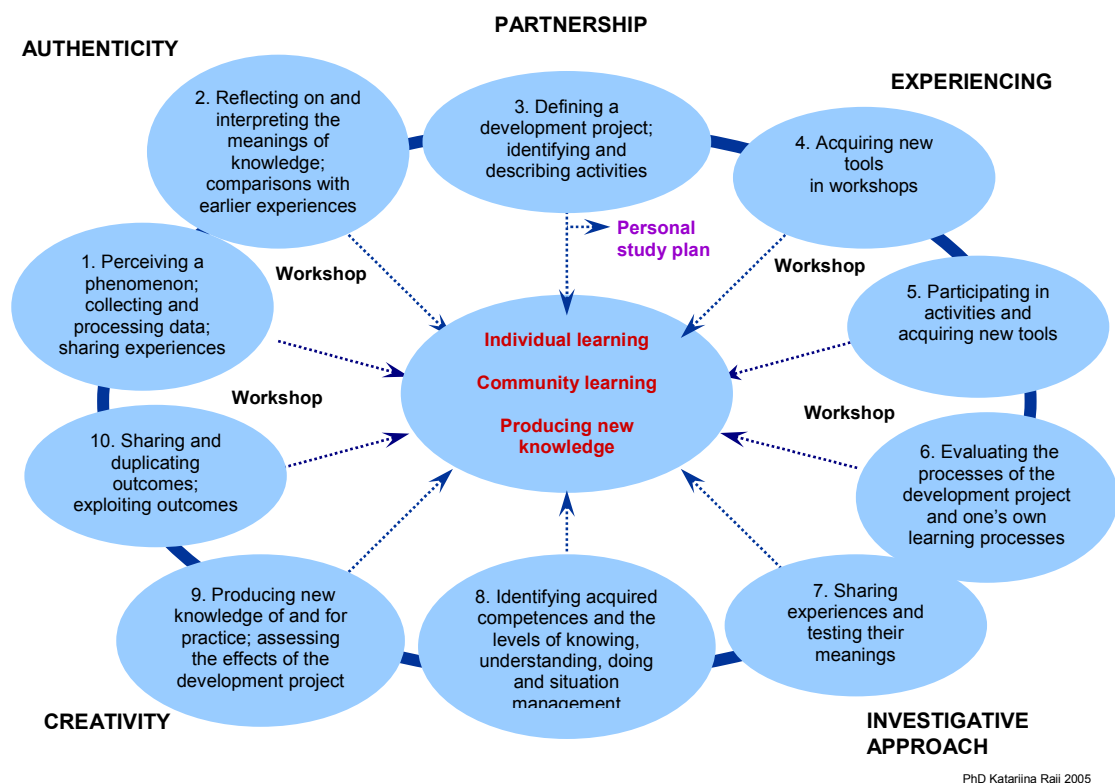 PARTNERSHIP
AUTHENTICITY
EXPERIENCING
2. Reflecting on and
interpreting the
meanings of
knowledge;
comparisons with
earlier experiences
3. Defining a
development project;
identifying and
describing activities
4. Acquiring new
tools
in workshops
Personal
study plan
Workshop
Workshop
1. Perceiving a
phenomenon;
collecting and
processing data;
sharing experiences
5. Participating in
activities and
acquiring new tools
Individual learning
Community learning
Producing new
knowledge
Workshop
Workshop
10. Sharing and
duplicating
outcomes;
exploiting outcomes
6. Evaluating the
processes of the
development project
and one's own
learning processes
9. Producing new
knowledge of and for
practice; assessing
the effects of the
development project
8. Identifying acquired
competences and the
levels of knowing,
understanding, doing
and situation
management
7. Sharing
experiences and
testing their
meanings
CREATIVITY
INVESTIGATIVE
APPROACH
PhD Katariina Raij 2005